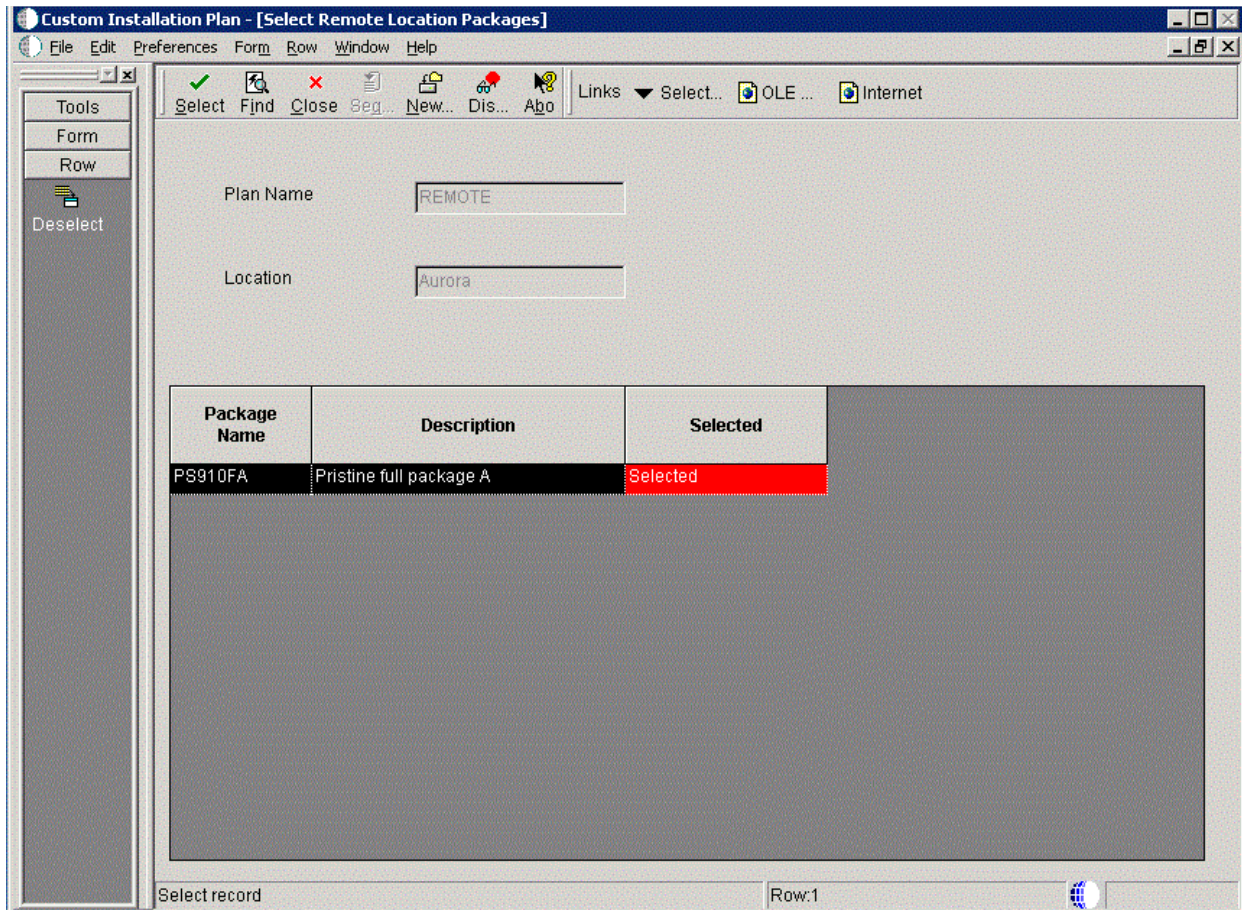 Custom Installation Plan - [Select Remote Location Packages]
File Edit Preferences Form Row Window Help
Tools
Form
Row
Deselect
Select Find Close Seq... New... Dis... Abo Links Select... OLE ... Internet
Plan Name REMOTE
Location Aurora
Package Name Description Selected
PS910FA Pristine full package A Selected
Select record Row:1